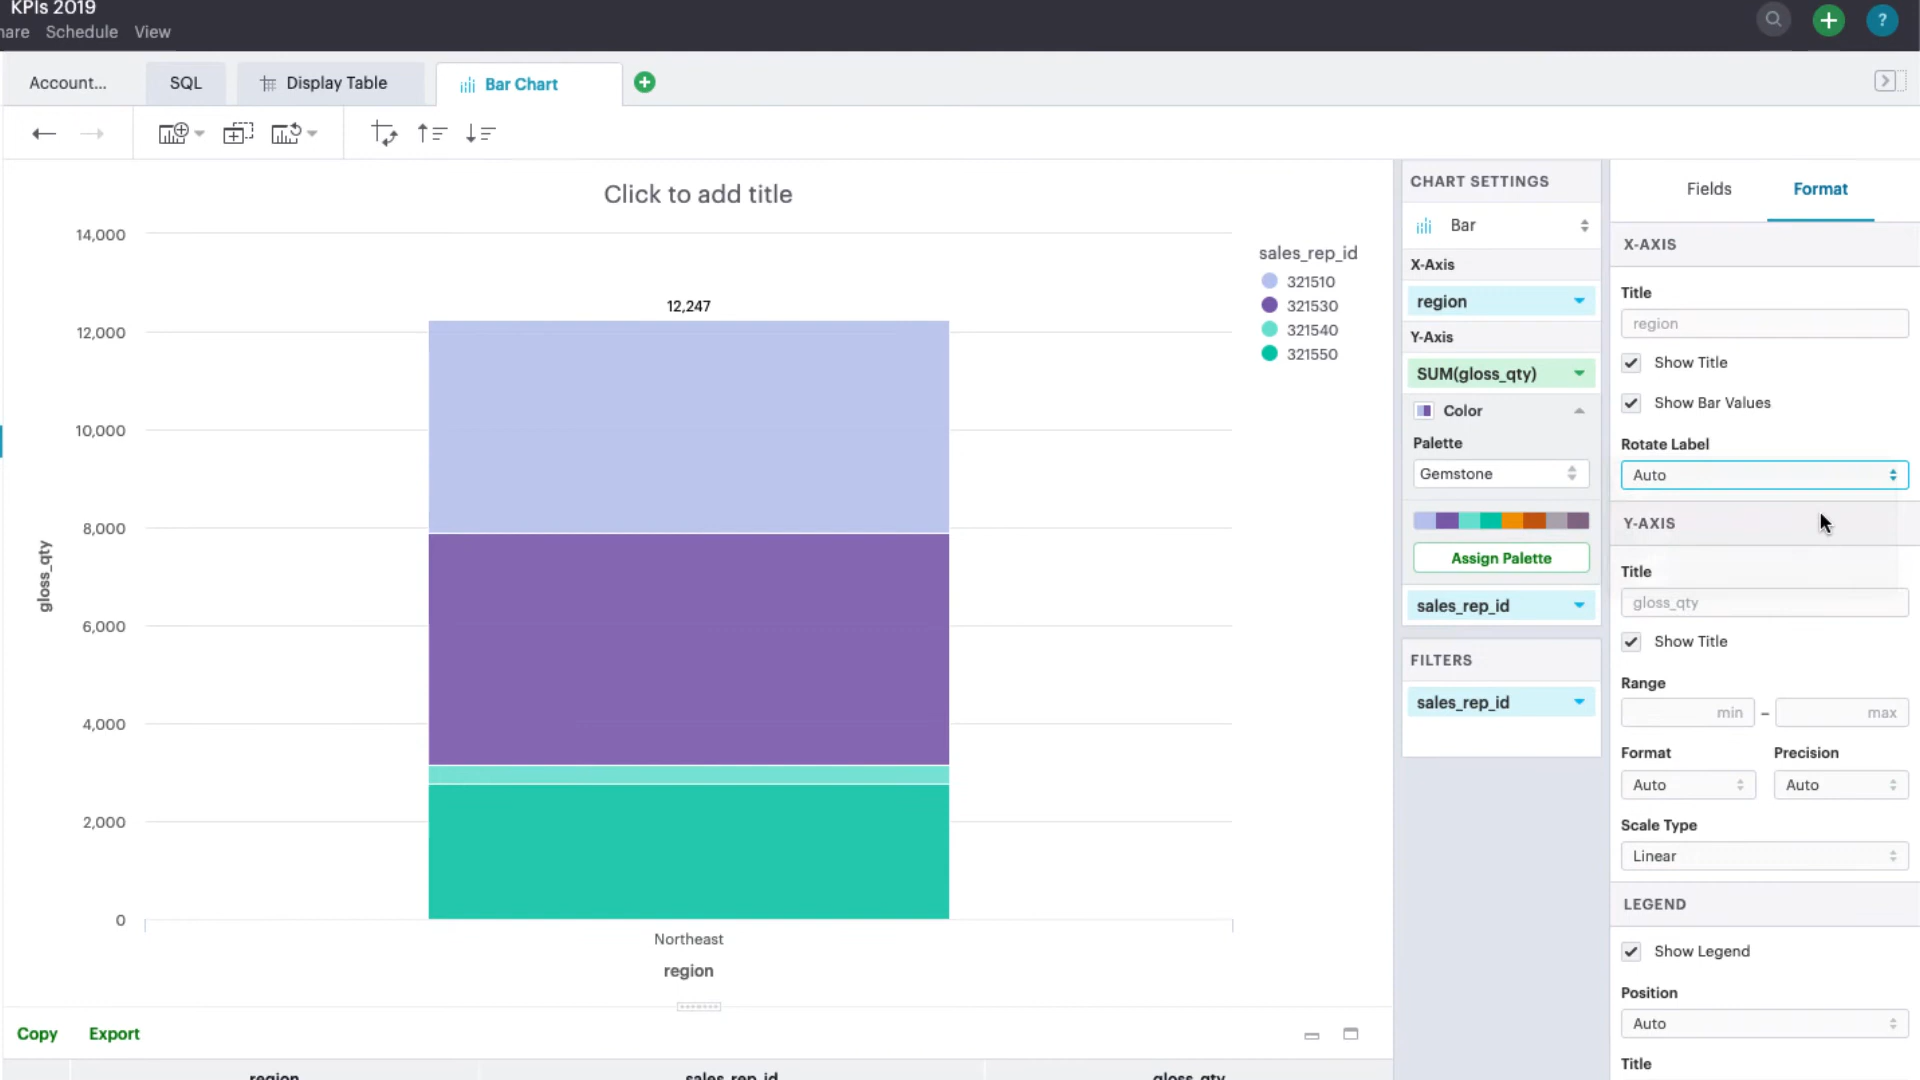 KPIs 2019
hare Schedule View
?
Account... SQL Display Table Bar Chart
Click to add title
14,000
12,000
10,000
8,000
6,000
4,000
2,000
0
gloss_qty
12,247
Northeast
region
sales_rep_id
321510
321530
321540
321550
Copy Export
region sales_rep_id gloss_qty
CHART SETTINGS
Bar
X-Axis
region
Y-Axis
SUM(gloss_qty)
Color
Palette
Gemstone
Assign Palette
sales_rep_id
FILTERS
sales_rep_id
Fields Format
X-AXIS
Title
region
Show Title
Show Bar Values
Rotate Label
Auto
Y-AXIS
Title
gloss_qty
Show Title
Range
min – max
Format Precision
Auto Auto
Scale Type
Linear
LEGEND
Show Legend
Position
Auto
Title